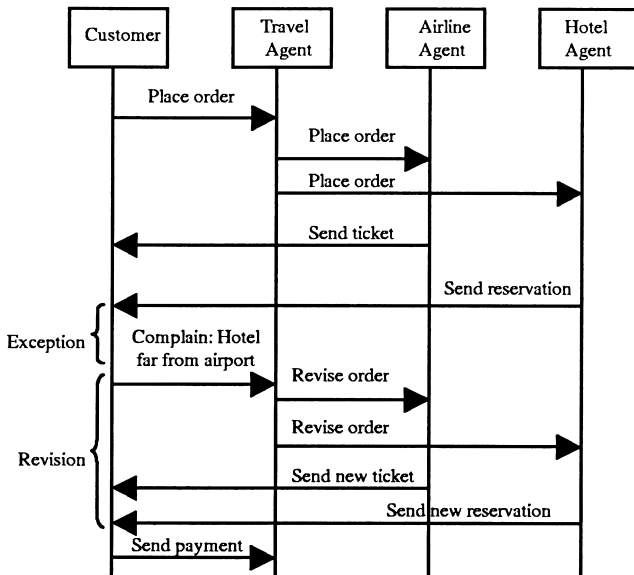 Customer
Travel
Agent
Airline
Agent
Hotel
Agent
Place order
Place order
Place order
Send ticket
Send reservation
Exception
Complain: Hotel
far from airport
Revise order
Revise order
Revision
Send new ticket
Send new reservation
Send payment